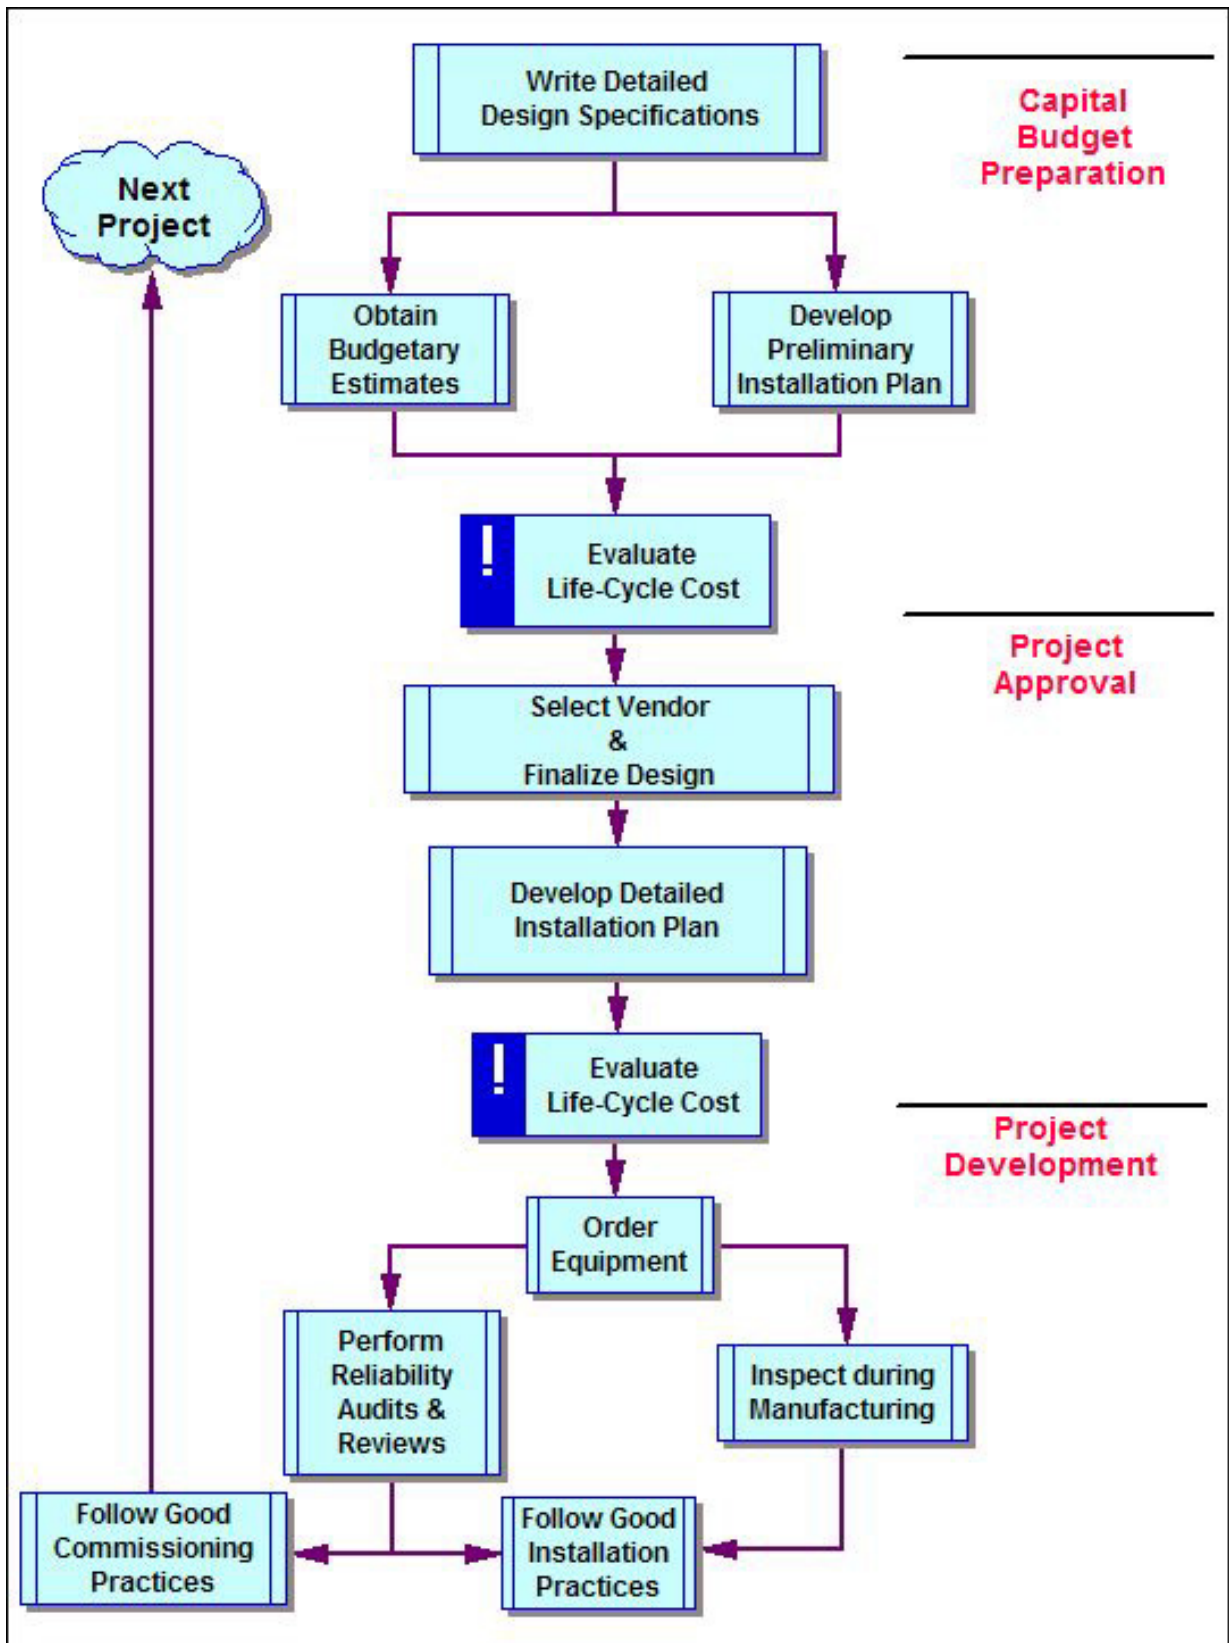 Write Detailed
Design Specifications
Capital
Budget
Preparation
Next
Project
Obtain
Budgetary
Estimates
Develop
Preliminary
Installation Plan
!
Evaluate
Life-Cycle Cost
Project
Approval
Select Vendor
&
Finalize Design
Develop Detailed
Installation Plan
!
Evaluate
Life-Cycle Cost
Project
Development
Order
Equipment
Perform
Reliability
Audits &
Reviews
Inspect during
Manufacturing
Follow Good
Commissioning
Practices
Follow Good
Installation
Practices